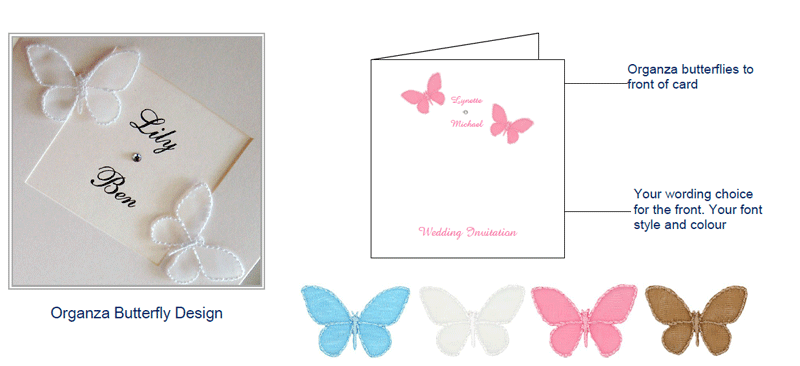 Lily
Ben
Organza Butterfly Design
Lynette
Michael
Wedding Invitation
Organza butterflies to
front of card
Your wording choice
for the front. Your font
style and colour